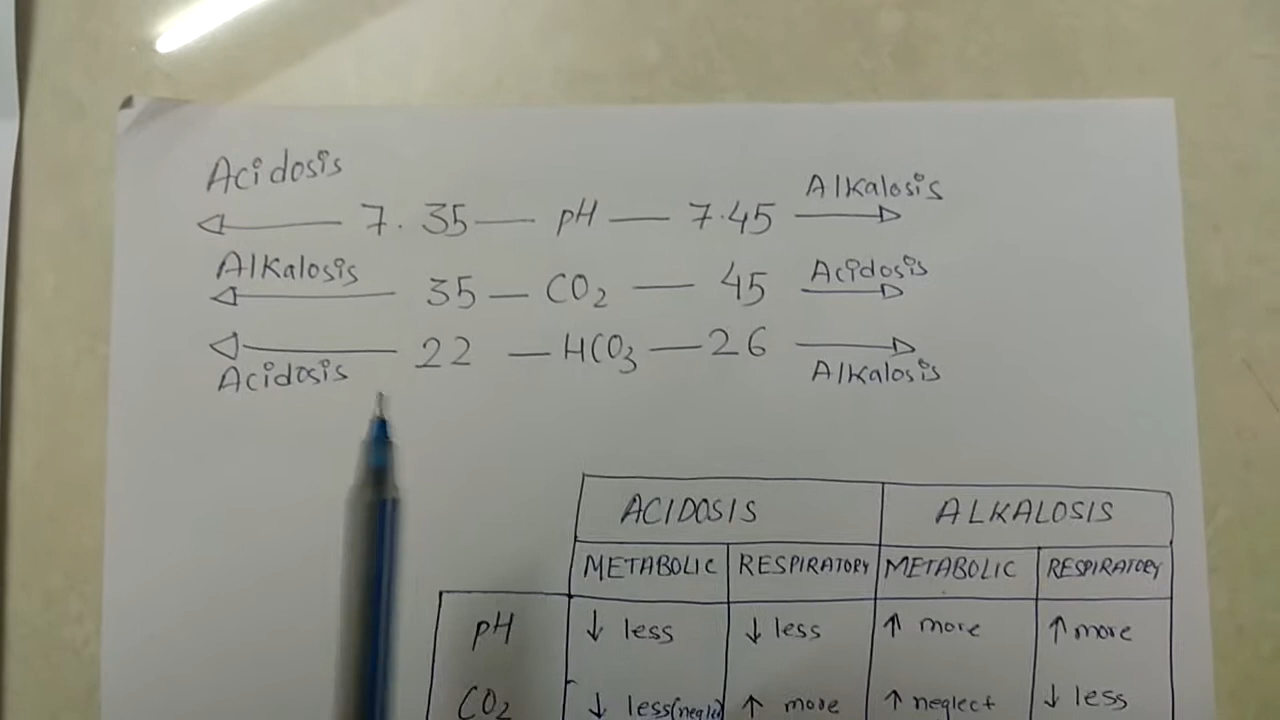 Acidosis
7.35 — pH — 7.45 Alkalosis
Alkalosis 35 — CO₂ — 45 Acidosis
22 — HCO₃ — 26
Acidosis Alkalosis
ACIDOSIS ALKALOSIS
METABOLIC RESPIRATORY METABOLIC RESPIRATORY
pH ↓ less ↓ less ↑ more ↑ more
CO₂ ↓ less(neglect ↑ more ↑ neglect ↓ less